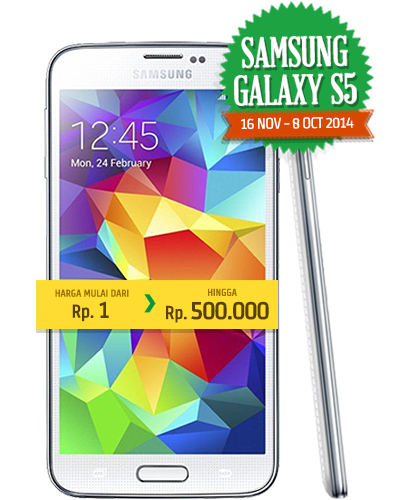 SAMSUNG
GALAXY S5
16 NOV - 8 OCT 2014
SAMSUNG
12:45
Mon, 24 February
HARGA MULAI DARI
Rp. 1
HINGGA
Rp. 500.000